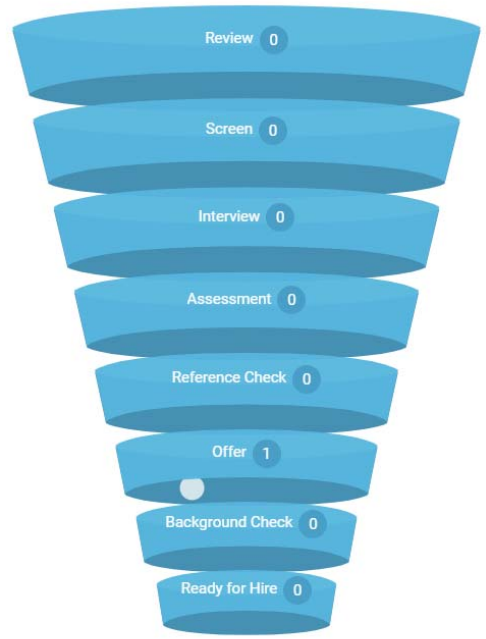 Review 0
Screen 0
Interview 0
Assessment 0
Reference Check 0
Offer 1
Background Check 0
Ready for Hire 0